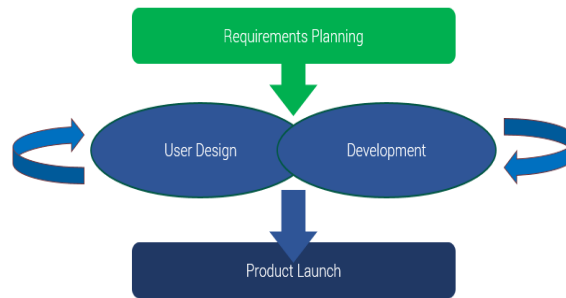 Requirements Planning
User Design
Development
Product Launch